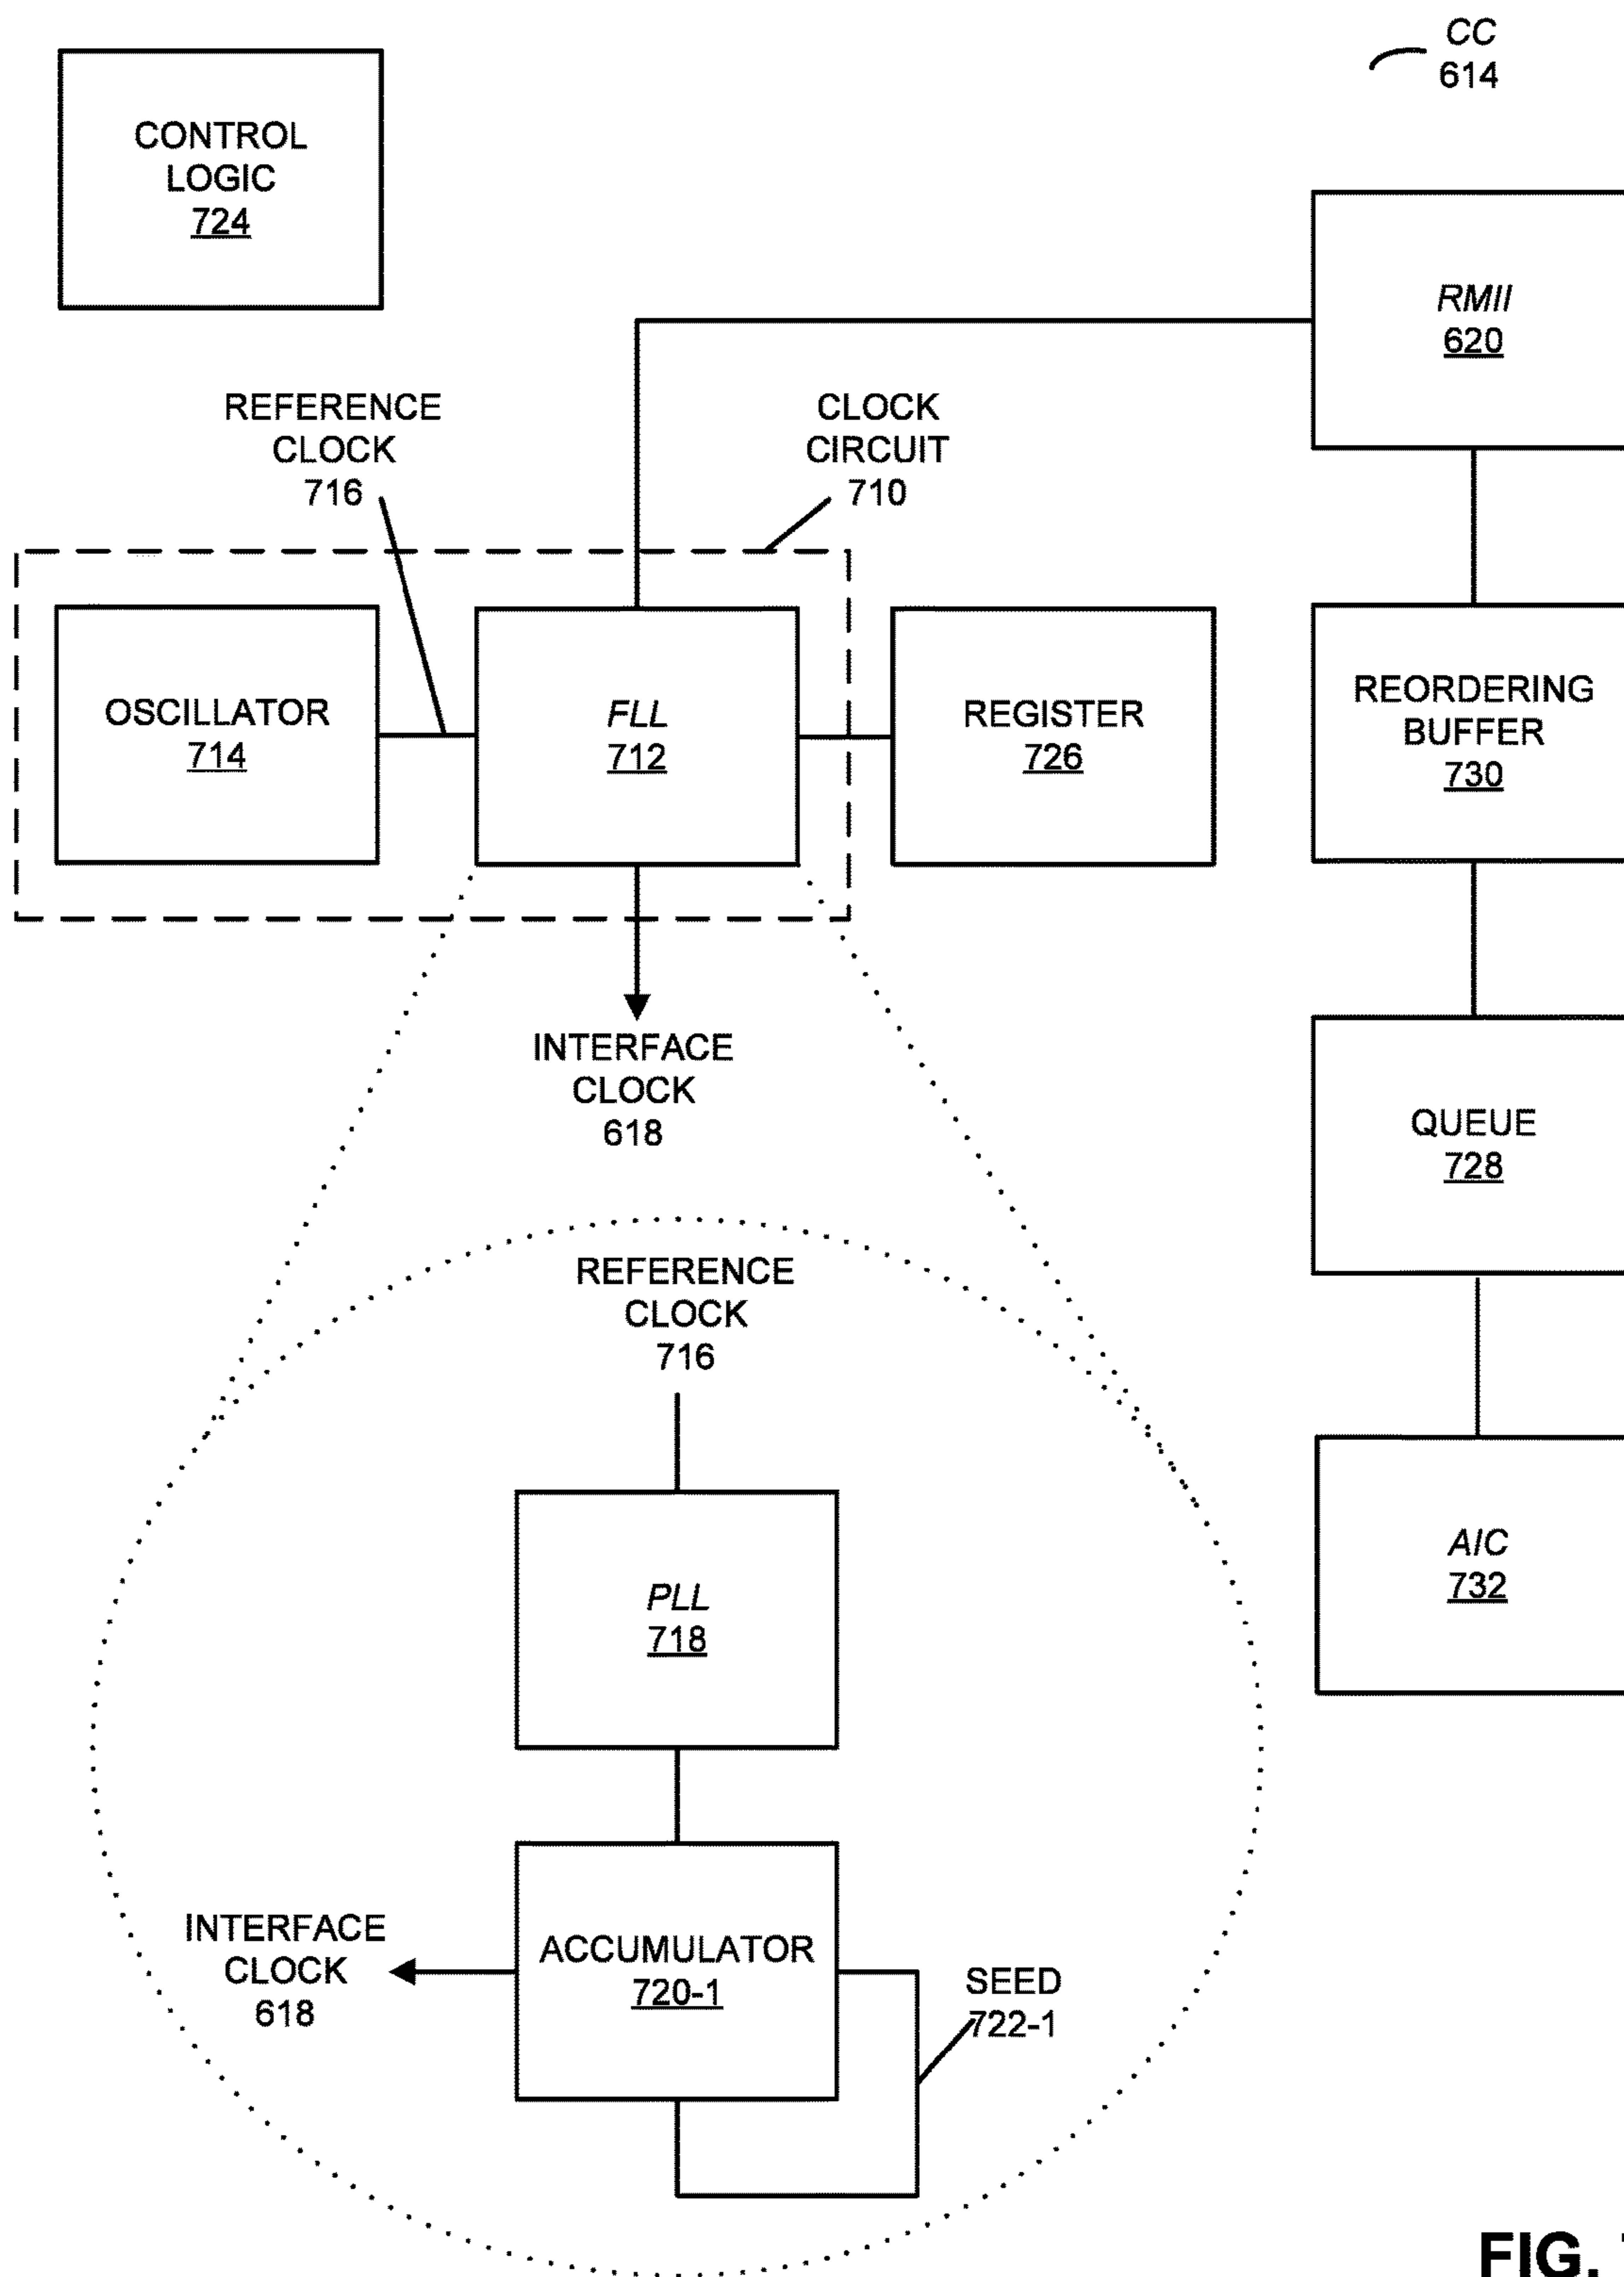 CC
614
CONTROL
LOGIC
724
RMII
620
REFERENCE
CLOCK
716
CLOCK
CIRCUIT
710
OSCILLATOR
714
FLL
712
REGISTER
726
REORDERING
BUFFER
730
INTERFACE
CLOCK
618
QUEUE
728
REFERENCE
CLOCK
716
AIC
732
PLL
718
INTERFACE
CLOCK
618
ACCUMULATOR
720-1
SEED
722-1
FIG.